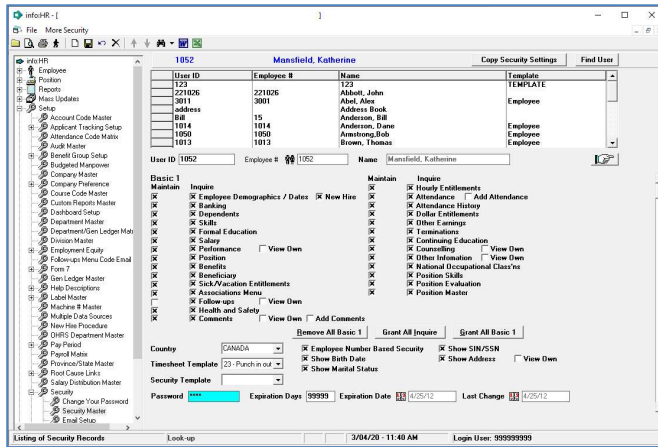 info:HR - [ ]
File More Security
info:HR
Employee
Position
Reports
Mass Updates
Setup
Account Code Master
Applicant Tracking Setup
Attendance Code Matrix
Audit Master
Benefit Group Setup
Budgeted Manpower
Company Master
Company Preference
Course Code Master
Custom Reports Master
Dashboard Setup
Department Master
Department/Gen Ledger Matri
Division Master
Employment Equity
Follow-ups Menu Code Email
Form 7
Gen Ledger Master
Help Descriptions
Label Master
Machine # Master
Multiple Data Sources
New Hire Procedure
OHRS Department Master
Pay Period
Payroll Matrix
Province/State Master
Root Cause Links
Salary Distribution Master
Security
Change Your Password
Security Master
Email Setup
1052 Mansfield, Katherine Copy Security Settings Find User
User ID Employee # Name Template
123 123 TEMPLATE
221026 221026 Abbott, John
3011 3001 Abel, Alex Employee
address Address Book
Bill 15 Anderson, Bill
1014 1014 Anderson, Dane Employee
1050 1050 Armstrong,Bob Employee
1013 1013 Brown, Thomas Employee
User ID 1052 Employee # 1052 Name Mansfield, Katherine
Basic 1
Maintain Inquire
Employee Demographics / Dates New Hire
Banking
Dependents
Skills
Formal Education
Salary
Performance View Own
Position
Benefits
Beneficiary
Sick/Vacation Entitlements
Associations Menu
Follow-ups View Own
Health and Safety
Comments View Own Add Comments
Maintain Inquire
Hourly Entitlements
Attendance Add Attendance
Attendance History
Dollar Entitlements
Other Earnings
Terminations
Continuing Education
Counselling View Own
Other Infomation View Own
National Occupational Class'ns
Position Skills
Position Evaluation
Position Master
Remove All Basic 1 Grant All Inquire Grant All Basic 1
Country CANADA
Timesheet Template 23 - Punch in out
Security Template
Employee Number Based Security Show SIN/SSN
Show Birth Date Show Address View Own
Show Marital Status
Password **** Expiration Days 99999 Expiration Date 4/25/12 Last Change 4/25/12
Listing of Security Records Look-up 3/04/20 - 11:40 AM Login User: 999999999